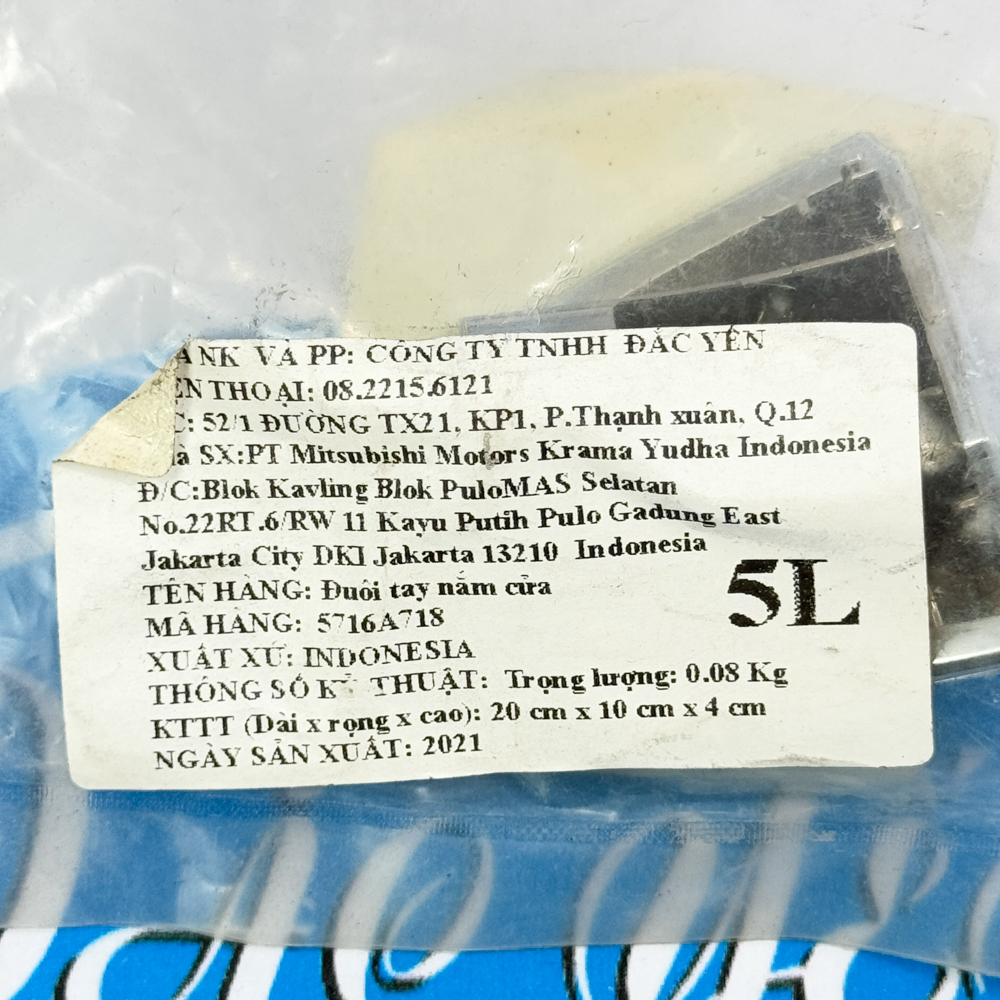 VÀ PP: CÔNG TY TNHH ĐẮC YẾN
THOẠI: 08.2215.6121
52/1 ĐƯỜNG TX21, KP1, P.Thạnh xuân, Q.12
SX:PT Mitsubishi Motors Krama Yudha Indonesia
Đ/C:Blok Kavling Blok PuloMAS Selatan
No.22RT.6/RW 11 Kayu Putih Pulo Gadung East
Jakarta City DKI Jakarta 13210 Indonesia
TÊN HÀNG: Đuôi tay nắm cửa
MÃ HÀNG: 5716A718
5L
XUẤT XỨ: INDONESIA
THÔNG SỐ THUẬT: Trọng lượng: 0.08 Kg
KTTT (Dài x rộng x cao): 20 cm x 10 cm x 4 cm
NGÀY SẢN XUẤT: 2021